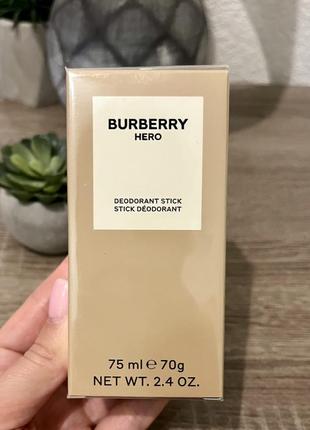 BURBERRY
HERO
DEODORANT STICK
STICK DÉODORANT
75 ml ℮ 70g
NET WT. 2.4 OZ.